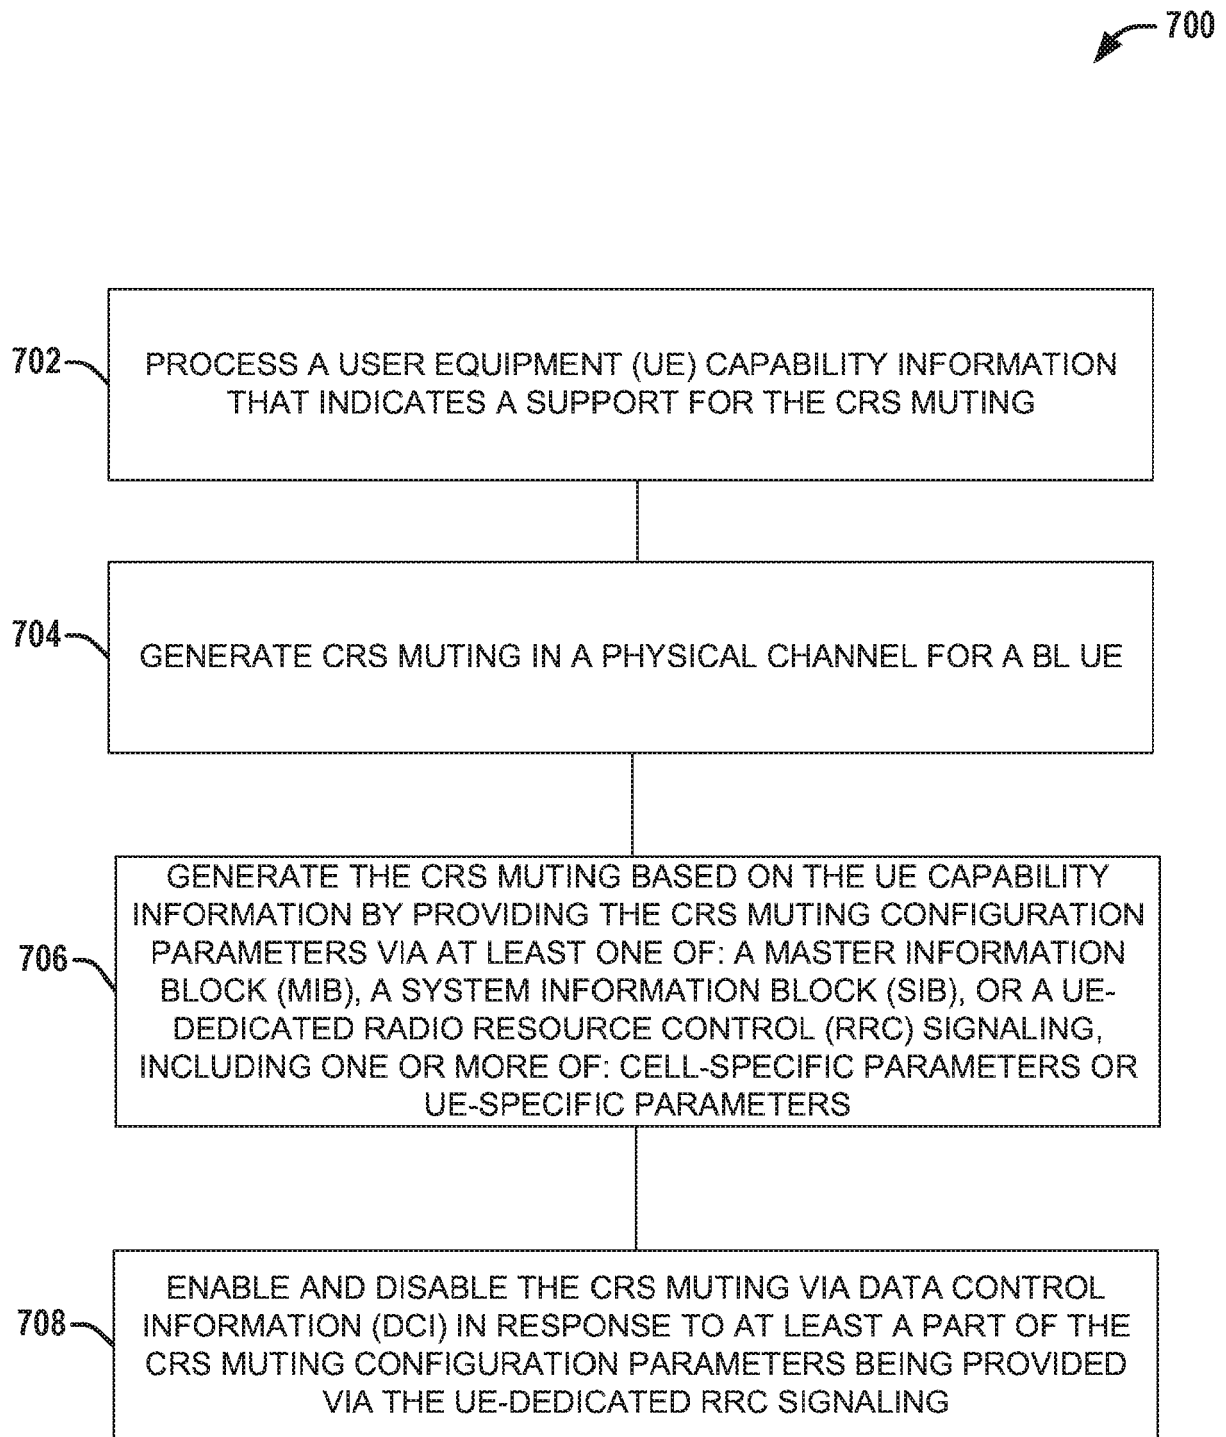 700
702
PROCESS A USER EQUIPMENT (UE) CAPABILITY INFORMATION
THAT INDICATES A SUPPORT FOR THE CRS MUTING
704
GENERATE CRS MUTING IN A PHYSICAL CHANNEL FOR A BL UE
706
GENERATE THE CRS MUTING BASED ON THE UE CAPABILITY
INFORMATION BY PROVIDING THE CRS MUTING CONFIGURATION
PARAMETERS VIA AT LEAST ONE OF: A MASTER INFORMATION
BLOCK (MIB), A SYSTEM INFORMATION BLOCK (SIB), OR A UE-
DEDICATED RADIO RESOURCE CONTROL (RRC) SIGNALING,
INCLUDING ONE OR MORE OF: CELL-SPECIFIC PARAMETERS OR
UE-SPECIFIC PARAMETERS
708
ENABLE AND DISABLE THE CRS MUTING VIA DATA CONTROL
INFORMATION (DCI) IN RESPONSE TO AT LEAST A PART OF THE
CRS MUTING CONFIGURATION PARAMETERS BEING PROVIDED
VIA THE UE-DEDICATED RRC SIGNALING